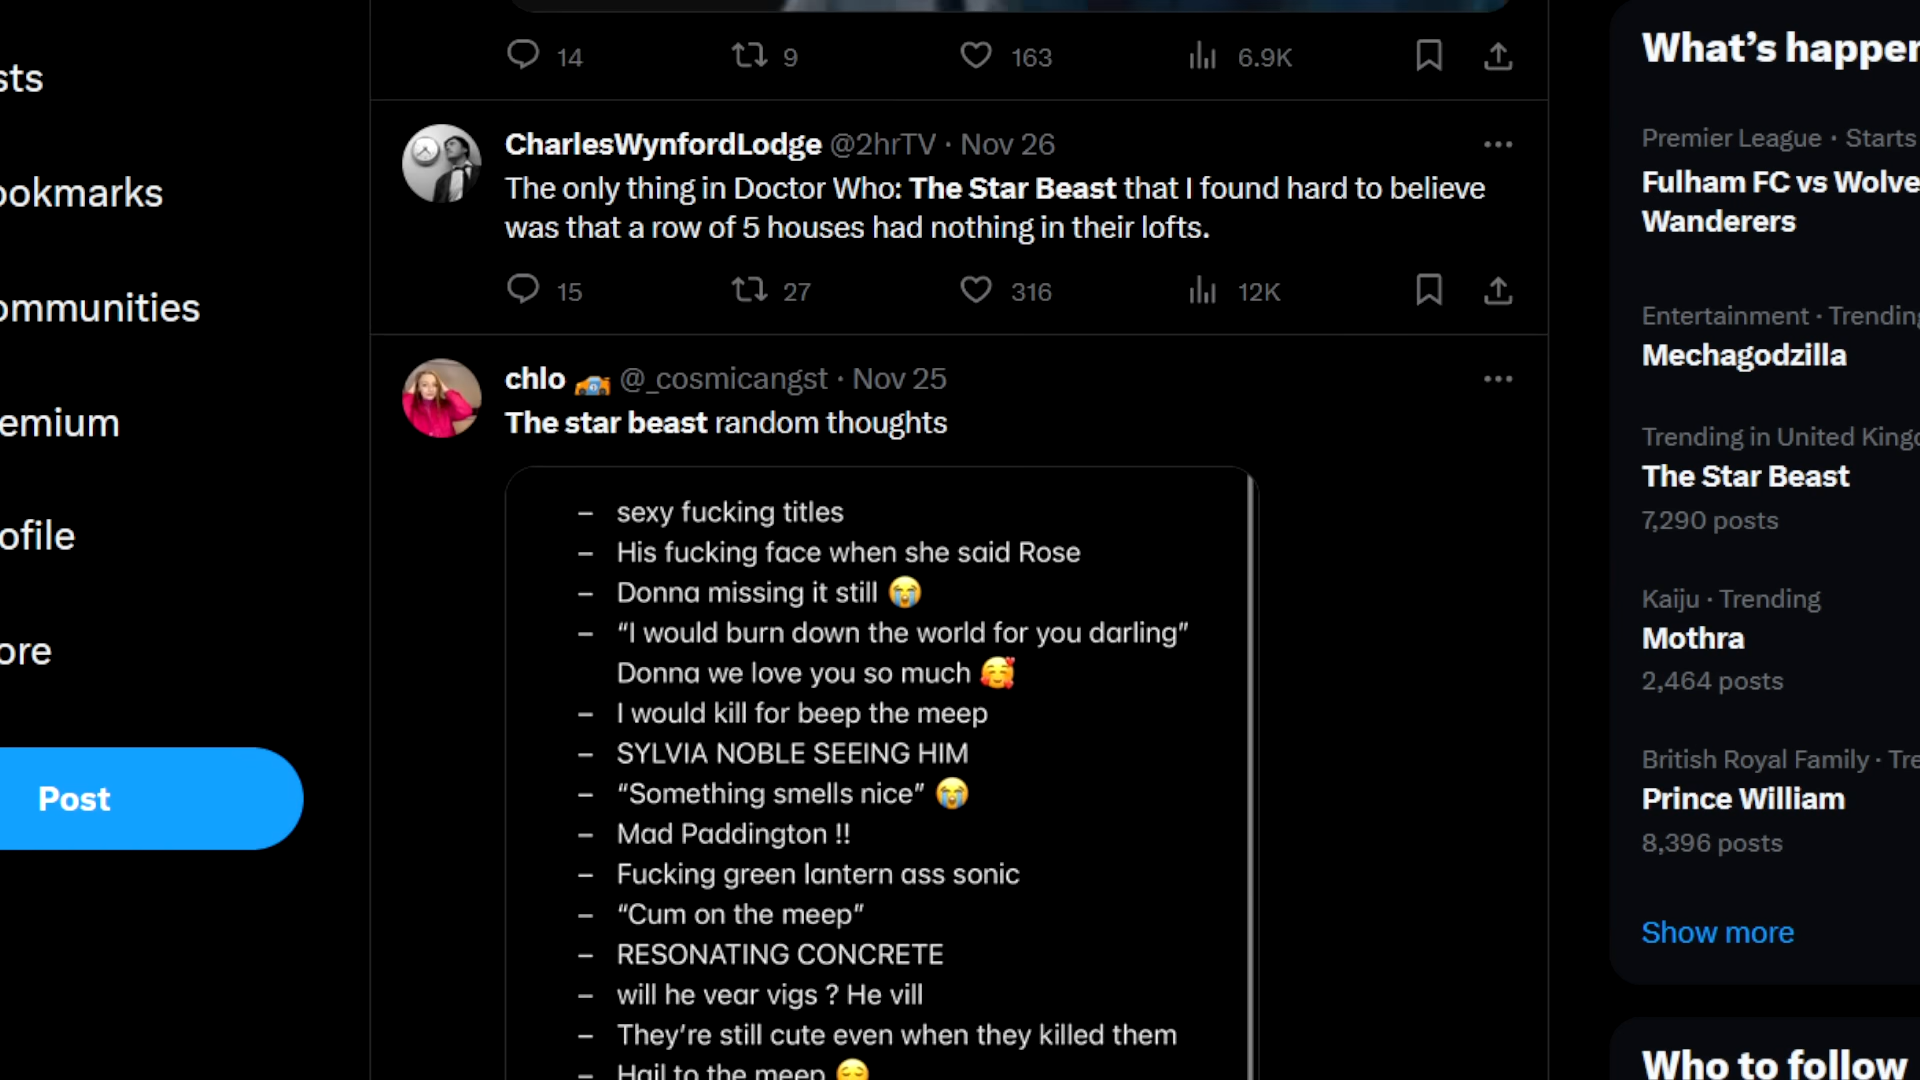 sts
ookmarks
ommunities
emium
ofile
ore
Post
14 9 163 6.9K
CharlesWynfordLodge @2hrTV · Nov 26
The only thing in Doctor Who: The Star Beast that I found hard to believe
was that a row of 5 houses had nothing in their lofts.
15 27 316 12K
chlo @_cosmicangst · Nov 25
The star beast random thoughts
– sexy fucking titles
– His fucking face when she said Rose
– Donna missing it still 😭
– “I would burn down the world for you darling”
Donna we love you so much 🥰
– I would kill for beep the meep
– SYLVIA NOBLE SEEING HIM
– “Something smells nice” 😭
– Mad Paddington !!
– Fucking green lantern ass sonic
– “Cum on the meep”
– RESONATING CONCRETE
– will he vear vigs ? He vill
– They’re still cute even when they killed them
– Hail to the meep 😌
What’s happen
Premier League · Starts
Fulham FC vs Wolve
Wanderers
Entertainment · Trending
Mechagodzilla
Trending in United Kingd
The Star Beast
7,290 posts
Kaiju · Trending
Mothra
2,464 posts
British Royal Family · Tre
Prince William
8,396 posts
Show more
Who to follow